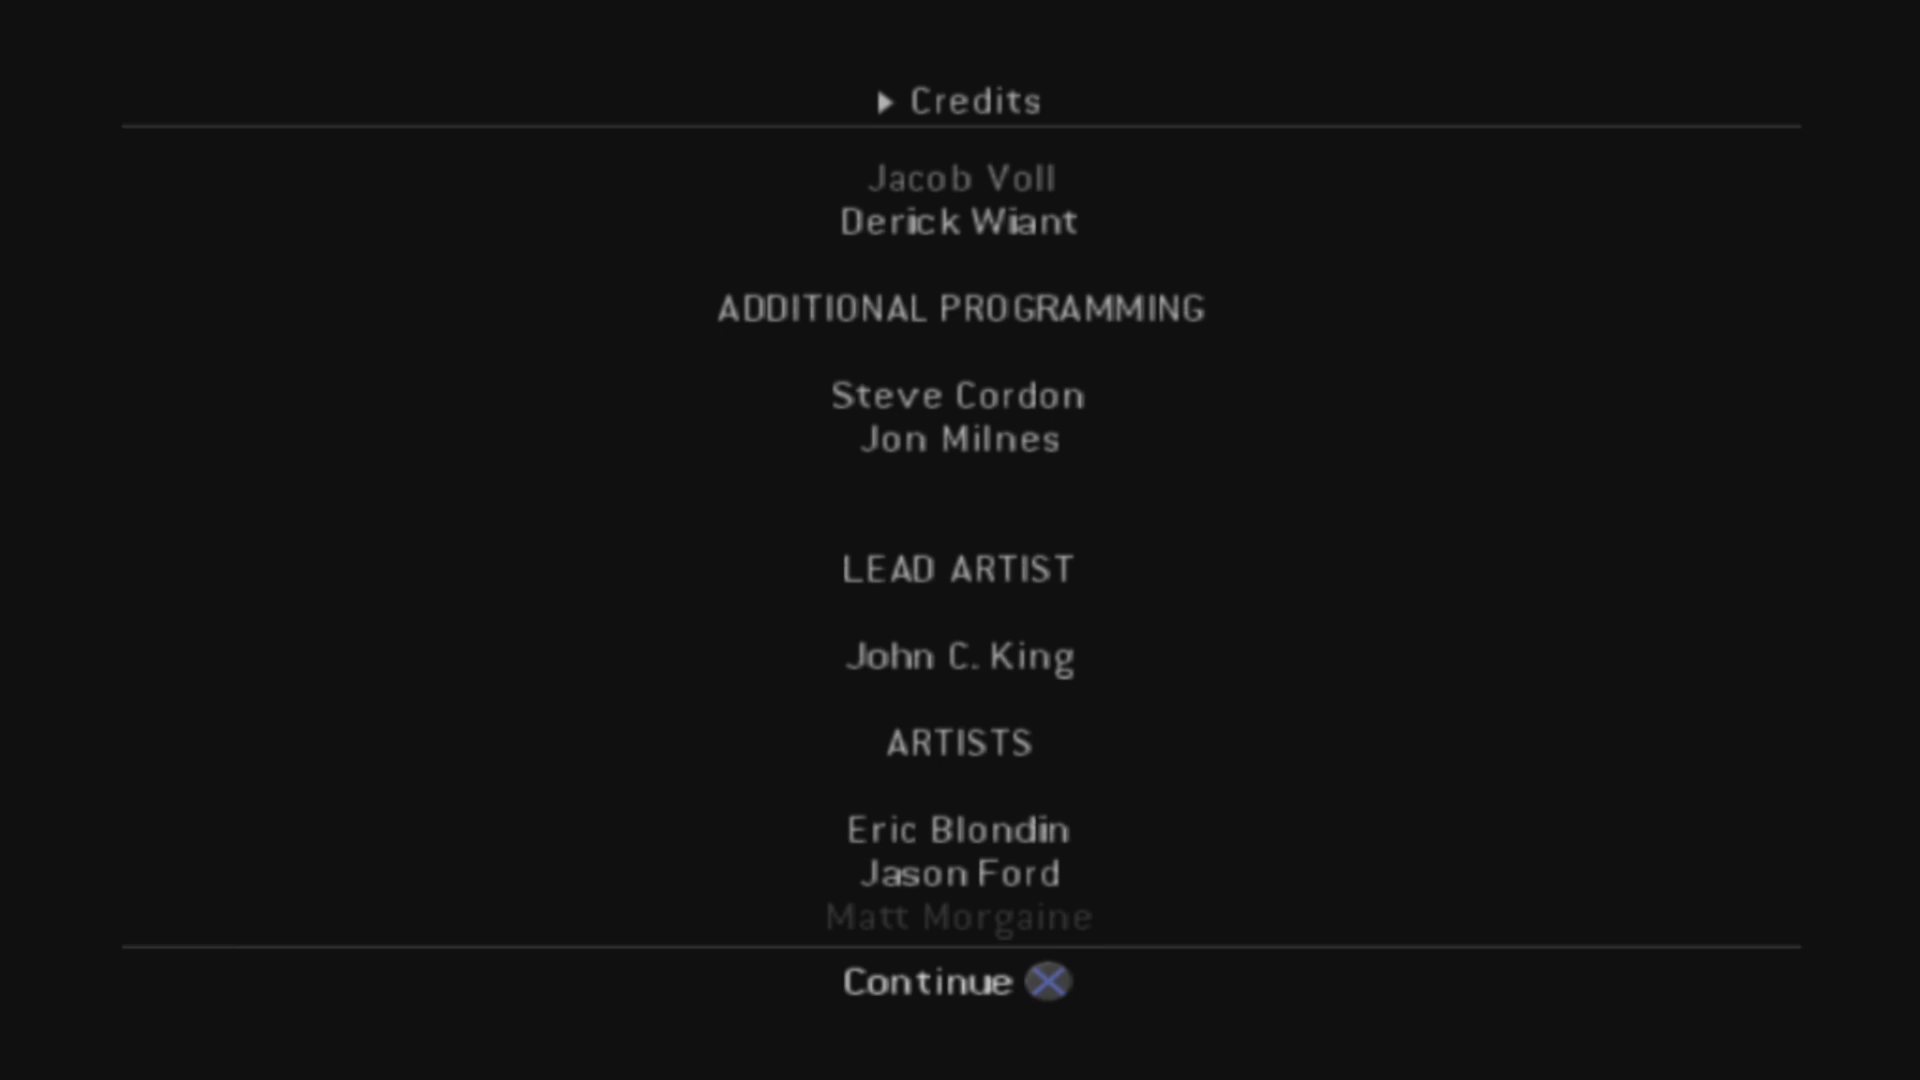 Credits
Jacob Voll
Derick Wiant
ADDITIONAL PROGRAMMING
Steve Cordon
Jon Milnes
LEAD ARTIST
John C. King
ARTISTS
Eric Blondin
Jason Ford
Matt Morgaine
Continue